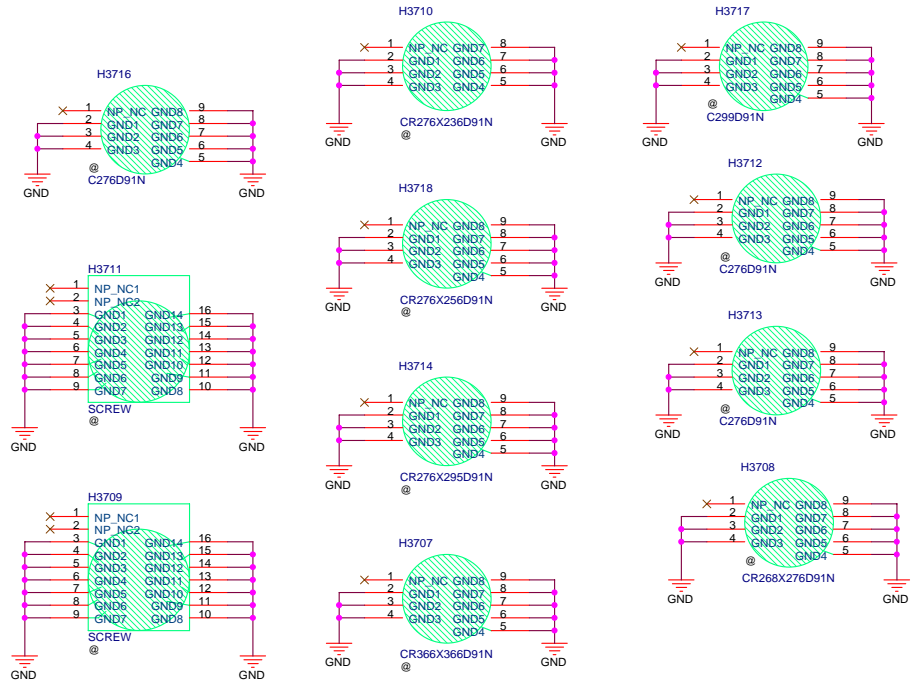 H3716
1 NP_NC GND8 9
2 GND1 GND7 8
3 GND2 GND6 7
4 GND3 GND5 6
GND4 5
@
C276D91N
GND GND
H3711
1 NP_NC1
2 NP_NC2
3 GND1 GND14 16
4 GND2 GND13 15
5 GND3 GND12 14
6 GND4 GND11 13
7 GND5 GND10 12
8 GND6 GND9 11
9 GND7 GND8 10
SCREW
@
GND GND
H3709
1 NP_NC1
2 NP_NC2
3 GND1 GND14 16
4 GND2 GND13 15
5 GND3 GND12 14
6 GND4 GND11 13
7 GND5 GND10 12
8 GND6 GND9 11
9 GND7 GND8 10
SCREW
@
GND GND
H3710
1 NP_NC GND7 8
2 GND1 GND6 7
3 GND2 GND5 6
4 GND3 GND4 5
CR276X236D91N
@
GND GND
H3718
1 NP_NC GND8 9
2 GND1 GND7 8
3 GND2 GND6 7
4 GND3 GND5 6
GND4 5
CR276X256D91N
@
GND GND
H3714
1 NP_NC GND8 9
2 GND1 GND7 8
3 GND2 GND6 7
4 GND3 GND5 6
GND4 5
CR276X295D91N
@
GND GND
H3707
1 NP_NC GND8 9
2 GND1 GND7 8
3 GND2 GND6 7
4 GND3 GND5 6
GND4 5
CR366X366D91N
@
GND GND
H3717
1 NP_NC GND8 9
2 GND1 GND7 8
3 GND2 GND6 7
4 GND3 GND5 6
GND4 5
@
C299D91N
GND GND
H3712
1 NP_NC GND8 9
2 GND1 GND7 8
3 GND2 GND6 7
4 GND3 GND5 6
GND4 5
@
C276D91N
GND GND
H3713
1 NP_NC GND8 9
2 GND1 GND7 8
3 GND2 GND6 7
4 GND3 GND5 6
GND4 5
@
C276D91N
GND GND
H3708
1 NP_NC GND8 9
2 GND1 GND7 8
3 GND2 GND6 7
4 GND3 GND5 6
GND4 5
@
CR268X276D91N
GND GND